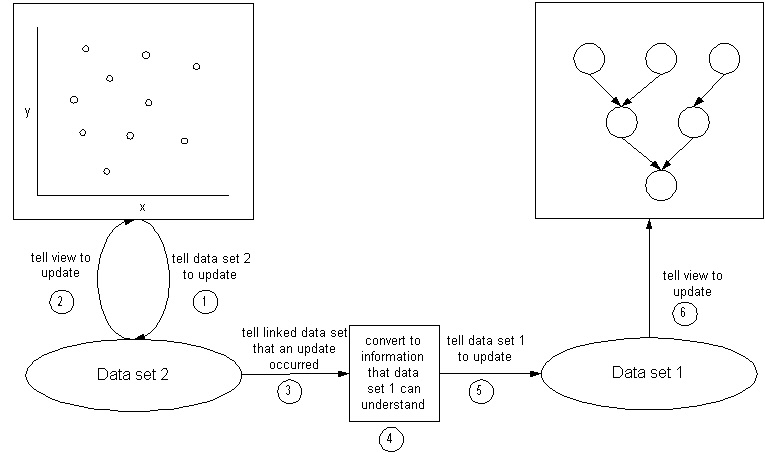 y
x
tell view to
update
2
tell data set 2
to update
1
Data set 2
tell linked data set
that an update
occurred
3
convert to
information
that data
set 1 can
understand
4
tell data set 1
to update
5
Data set 1
tell view to
update
6